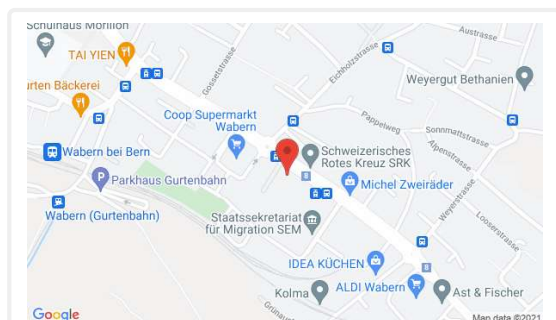 Schulhaus Morillon
TAI YIEN
Gossetstrasse
Eichholzstrasse
Austrasse
Weyergut Bethanien
urten Bäckerei
Coop Supermarkt
Wabern
Pappelweg
Sonnmattstrasse
Alpenstrasse
Wabern bei Bern
Schweizerisches
Rotes Kreuz SRK
P
Parkhaus Gurtenbahn
Michel Zweiräder
Weyerstrasse
Looserstrasse
Wabern (Gurtenbahn)
Staatssekretariat
für Migration SEM
IDEA KÜCHEN
ALDI Wabern
Kolma
Ast & Fischer
Google
Map data ©2021